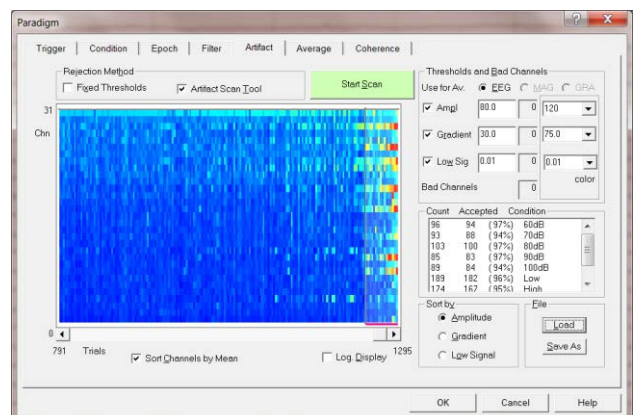 Paradigm
Trigger Condition Epoch Filter Artifact Average Coherence
Rejection Method
Fixed Thresholds
Artifact Scan Tool
Start Scan
31
Chn
0
791 Trials 1295
Sort Channels by Mean
Log. Display
Thresholds and Bad Channels
Use for Av. EEG MAG GRA
Ampl 80.0 0 120
Gradient 30.0 0 75.0
Low Sig 0.01 0 0.01
Bad Channels 0 color
Count Accepted Condition
96 94 (97%) 60dB
93 88 (94%) 70dB
103 100 (97%) 80dB
85 83 (97%) 90dB
89 84 (94%) 100dB
189 182 (96%) Low
174 167 (95%) High
Sort by
Amplitude
Gradient
Low Signal
File
Load
Save As
OK Cancel Help